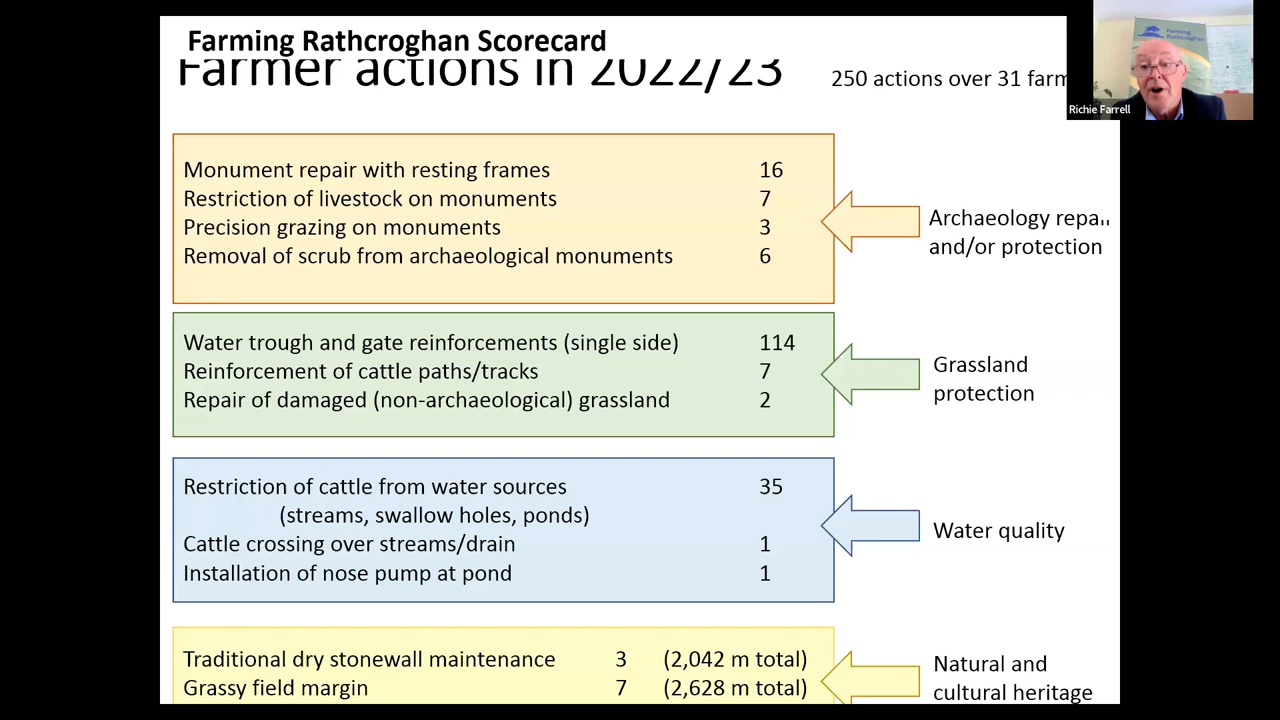 Farming Rathcroghan Scorecard
Farmer actions in 2022/23
250 actions over 31 farm
Farming
Rathcroghan
Richie Farrell
Monument repair with resting frames 16
Restriction of livestock on monuments 7
Precision grazing on monuments 3
Removal of scrub from archaeological monuments 6
Archaeology
and/or protection
Water trough and gate reinforcements (single side) 114
Reinforcement of cattle paths/tracks 7
Repair of damaged (non-archaeological) grassland 2
Grassland
protection
Restriction of cattle from water sources 35
(streams, swallow holes, ponds)
Cattle crossing over streams/drain 1
Installation of nose pump at pond 1
Water quality
Traditional dry stonewall maintenance 3 (2,042 m total)
Grassy field margin 7 (2,628 m total)
Natural and
cultural heritage